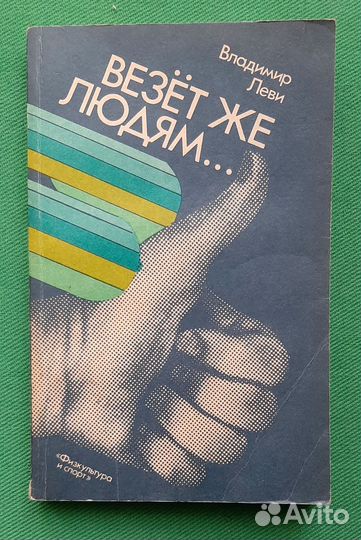 Владимир
Леви
ВЕЗЁТ ЖЕ
ЛЮДЯМ...
«Физкультура
и спорт»
Avito